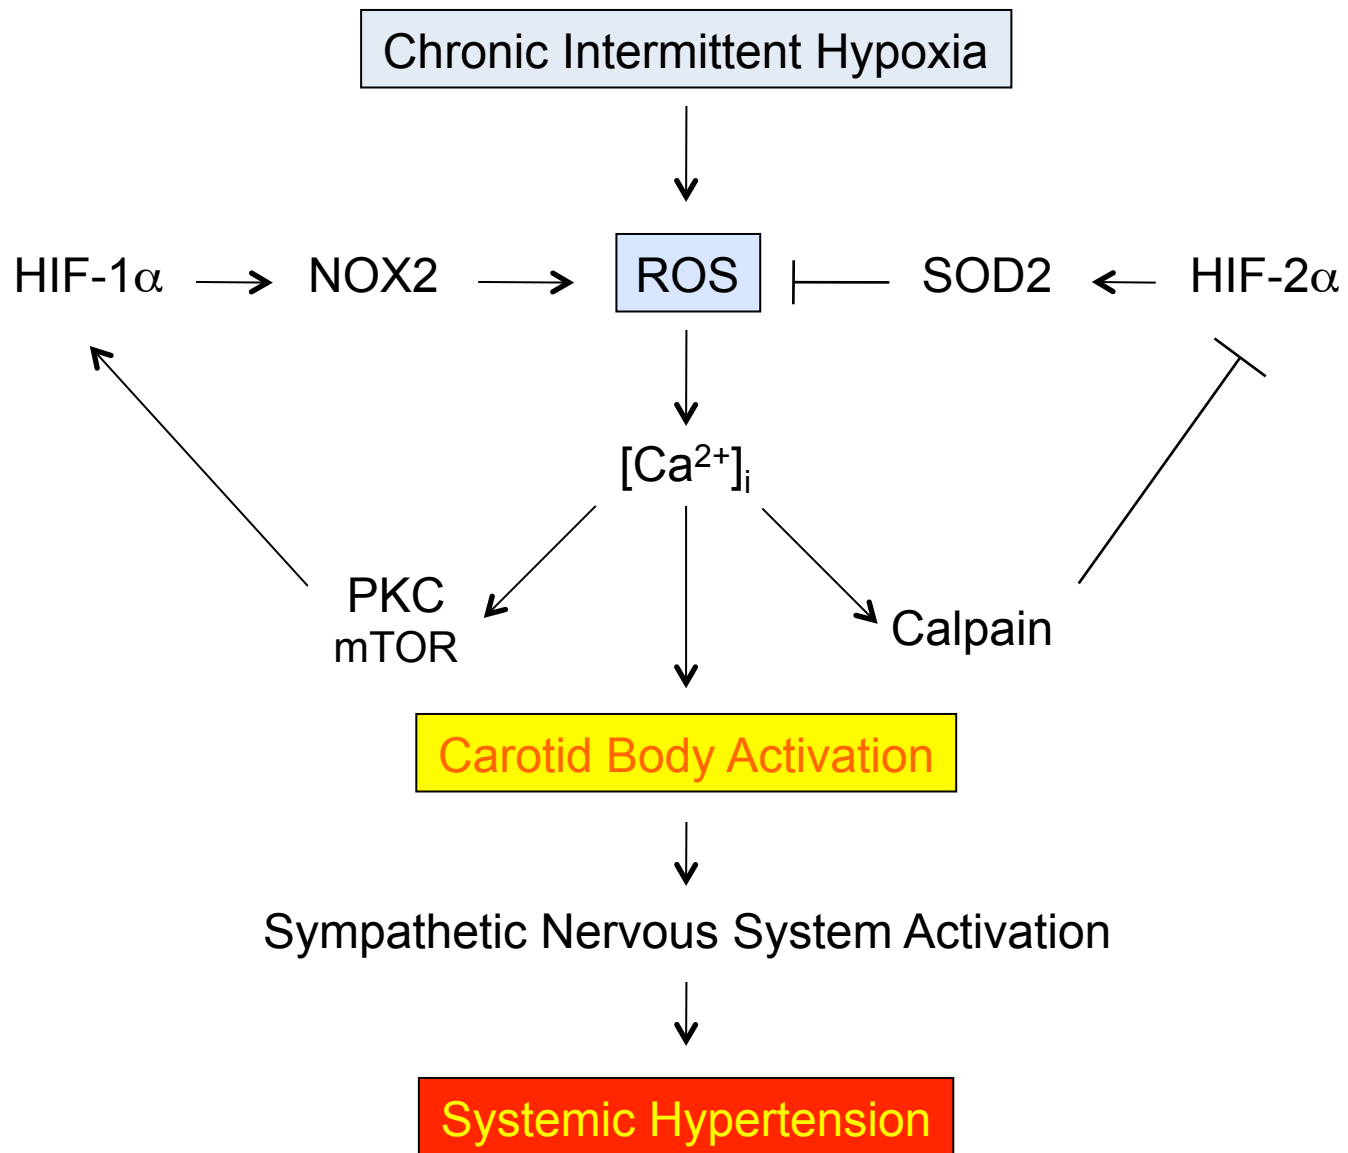 Chronic Intermittent Hypoxia
HIF-1α
NOX2
ROS
SOD2
HIF-2α
[Ca²⁺]ᵢ
PKC
mTOR
Calpain
Carotid Body Activation
Sympathetic Nervous System Activation
Systemic Hypertension